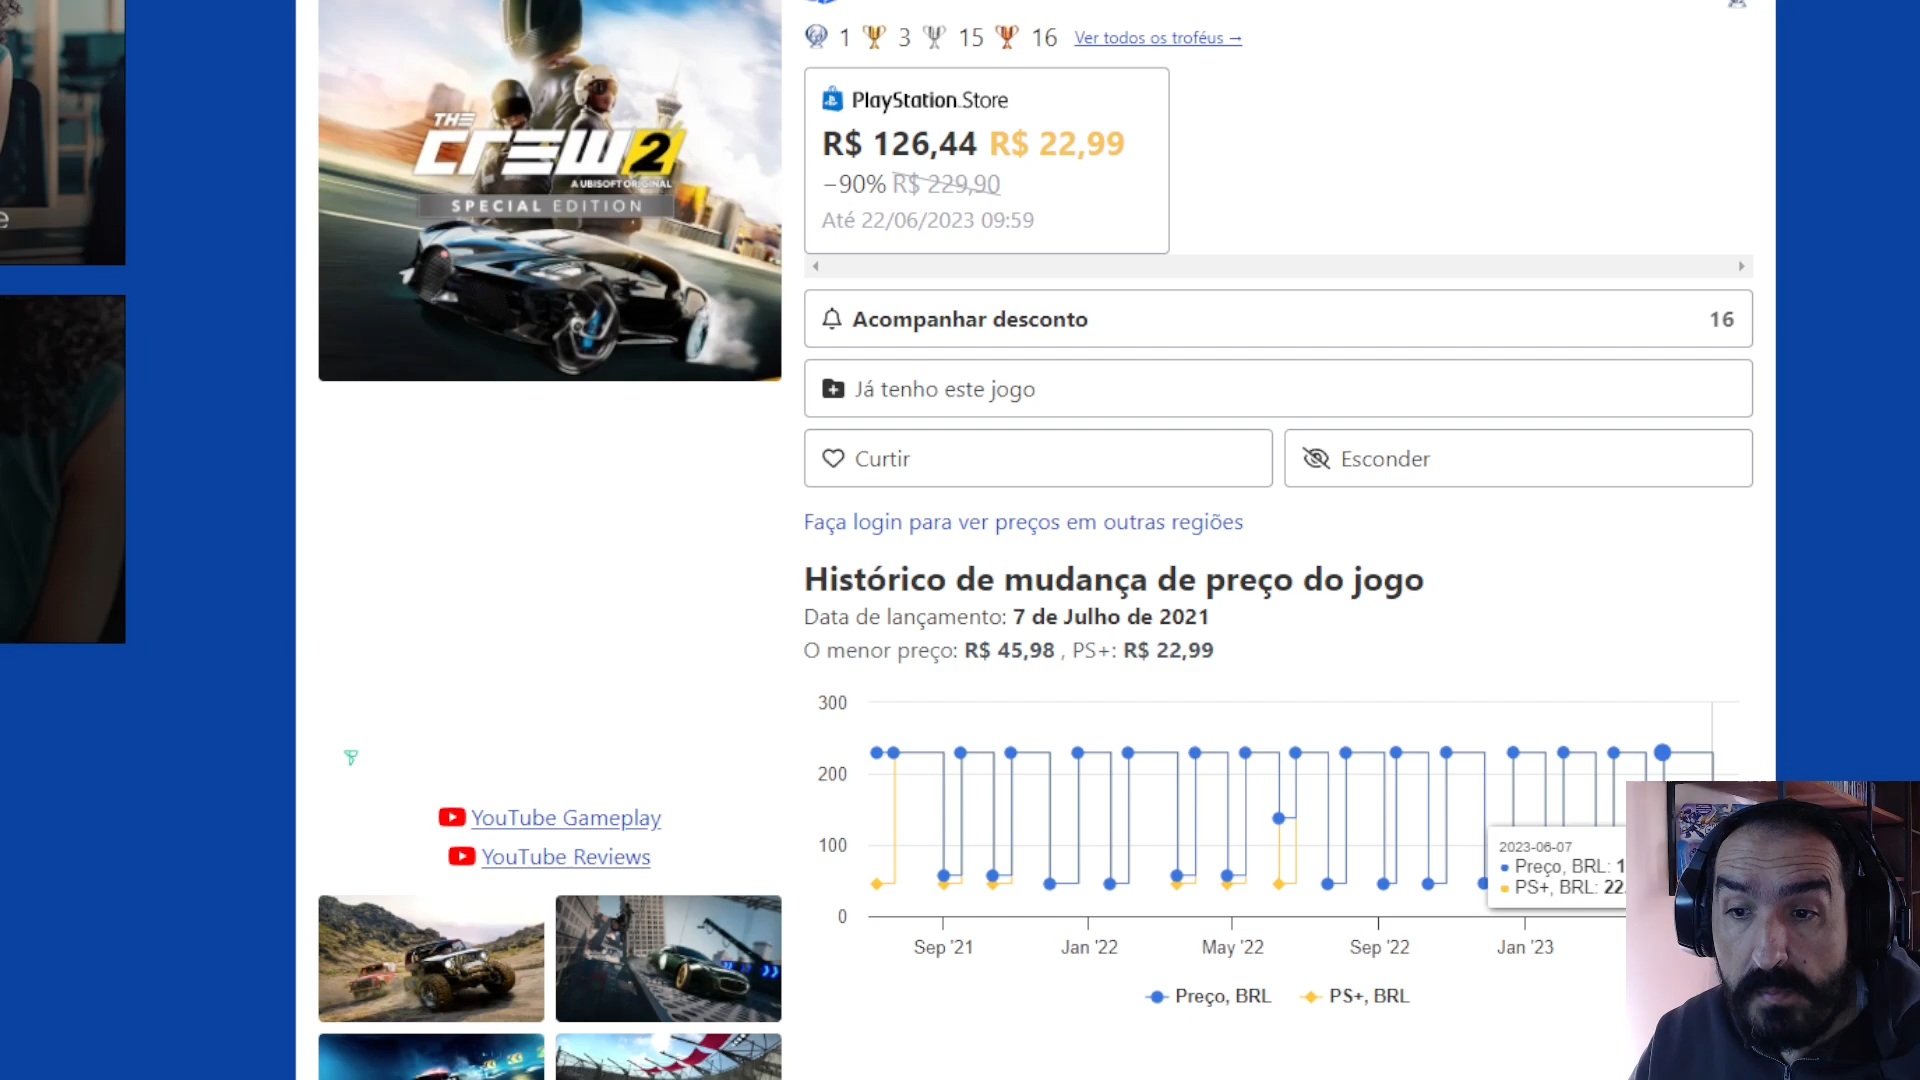 1 3 15 16 Ver todos os troféus →
THE
CREW 2
A UBISOFT ORIGINAL
SPECIAL EDITION
PlayStation Store
R$ 126,44 R$ 22,99
−90% R$ 229,90
Até 22/06/2023 09:59
Acompanhar desconto 16
Já tenho este jogo
Curtir
Esconder
Faça login para ver preços em outras regiões
Histórico de mudança de preço do jogo
Data de lançamento: 7 de Julho de 2021
O menor preço: R$ 45,98 , PS+: R$ 22,99
300
200
100
0
2023-06-07
Preço, BRL: 1
PS+, BRL: 22.
Sep '21 Jan '22 May '22 Sep '22 Jan '23
Preço, BRL PS+, BRL
YouTube Gameplay
YouTube Reviews
e